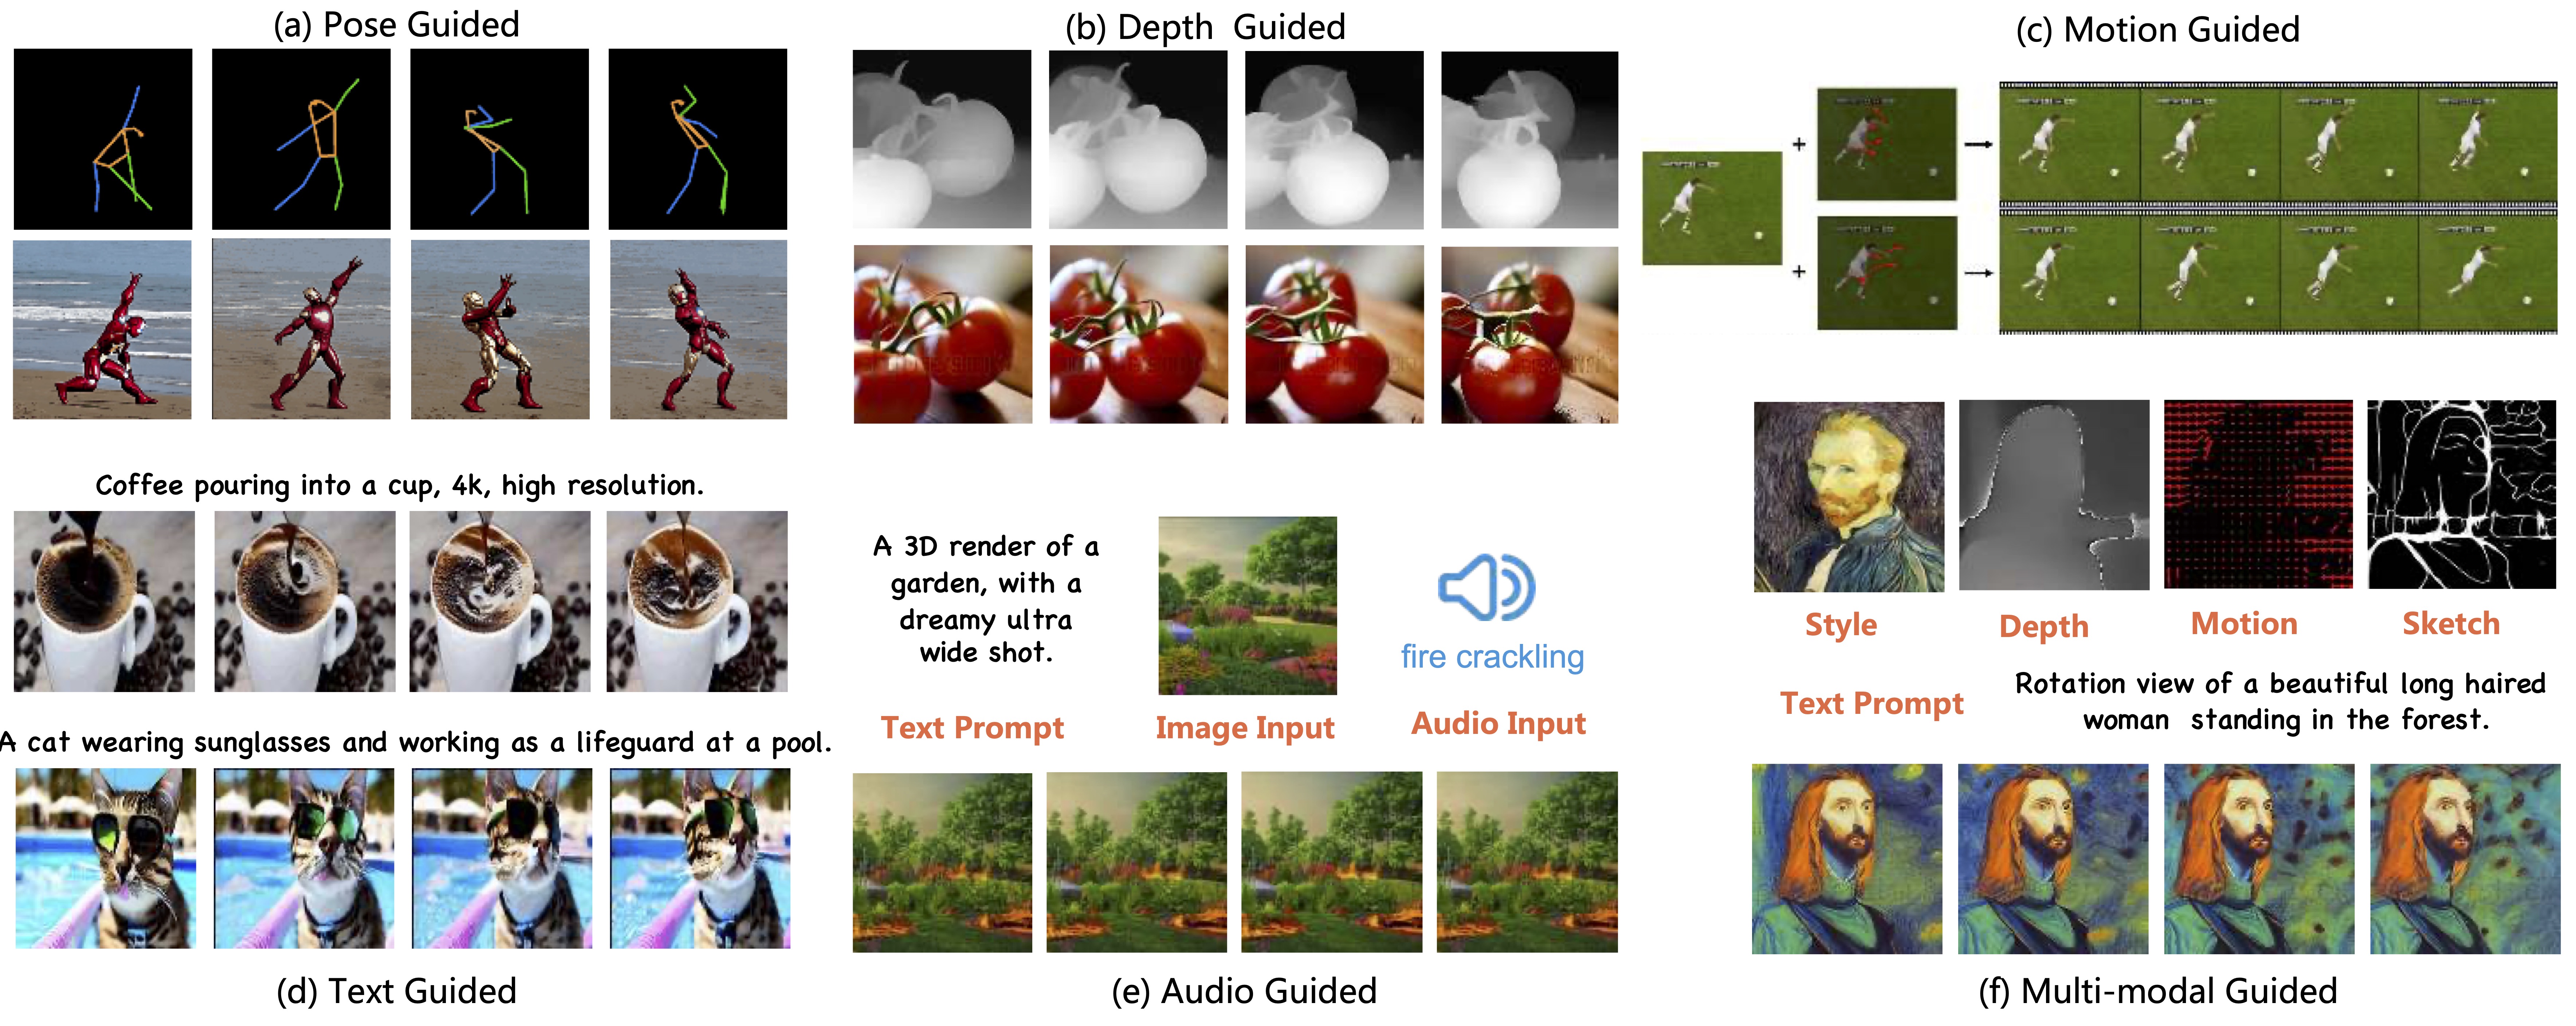 (a) Pose Guided
(b) Depth Guided
(c) Motion Guided
Coffee pouring into a cup, 4k, high resolution.
A cat wearing sunglasses and working as a lifeguard at a pool.
(d) Text Guided
A 3D render of a
garden, with a
dreamy ultra
wide shot.
fire crackling
Text Prompt
Image Input
Audio Input
(e) Audio Guided
Style
Depth
Motion
Sketch
Text Prompt
Rotation view of a beautiful long haired
woman standing in the forest.
(f) Multi-modal Guided